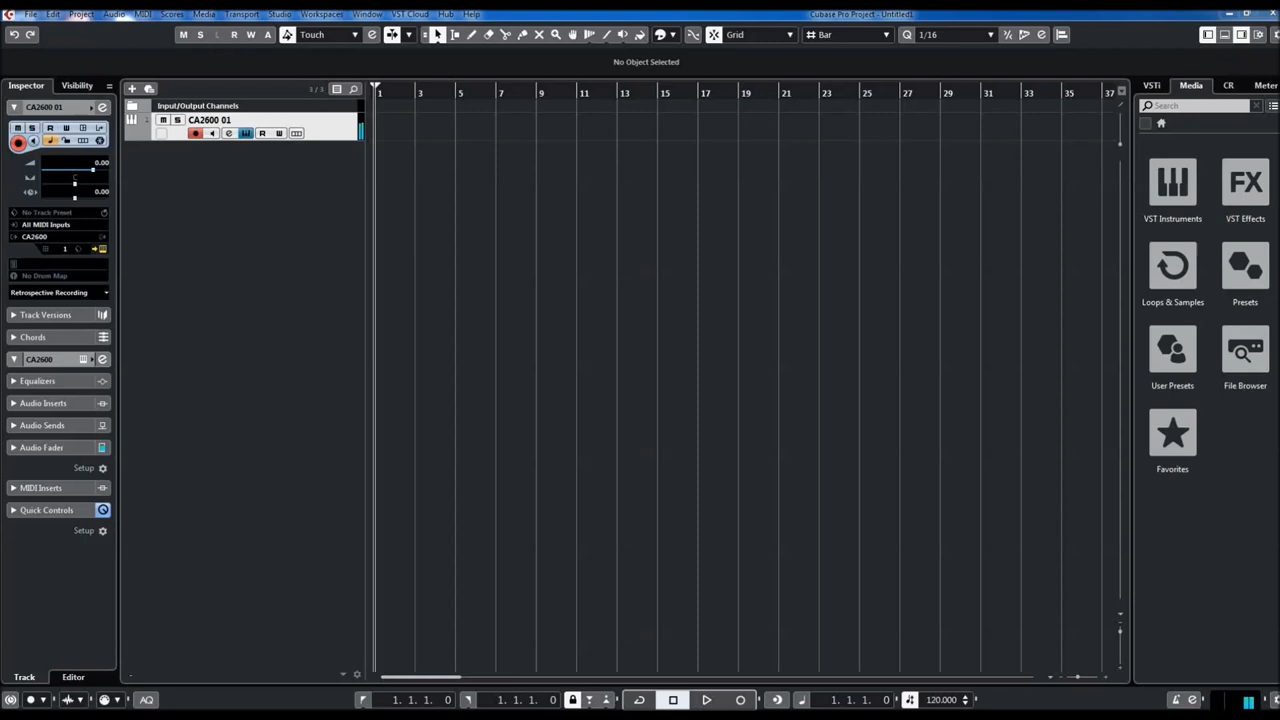 File Edit Project Audio MIDI Scores Media Transport Studio Workspaces Window VST Cloud Hub Help
Cubase Pro Project - Untitled1
M S L R W A Touch Grid Bar Q 1/16
No Object Selected
Inspector Visibility
CA2600 01
M S R W
0.00
C
0.00
No Track Preset
All MIDI Inputs
CA2600
1
No Drum Map
Retrospective Recording
Track Versions
Chords
CA2600
Equalizers
Audio Inserts
Audio Sends
Audio Fader
Setup
MIDI Inserts
Quick Controls
Setup
Track Editor
3 / 3
Input/Output Channels
1 M S CA2600 01
R W
1 3 5 7 9 11 13 15 17 19 21 23 25 27 29 31 33 35 37
VSTi Media CR Meter
Search
VST Instruments
FX
VST Effects
Loops & Samples
Presets
User Presets
File Browser
Favorites
AQ
1. 1. 1. 0
1. 1. 1. 0
1. 1. 1. 0
120.000